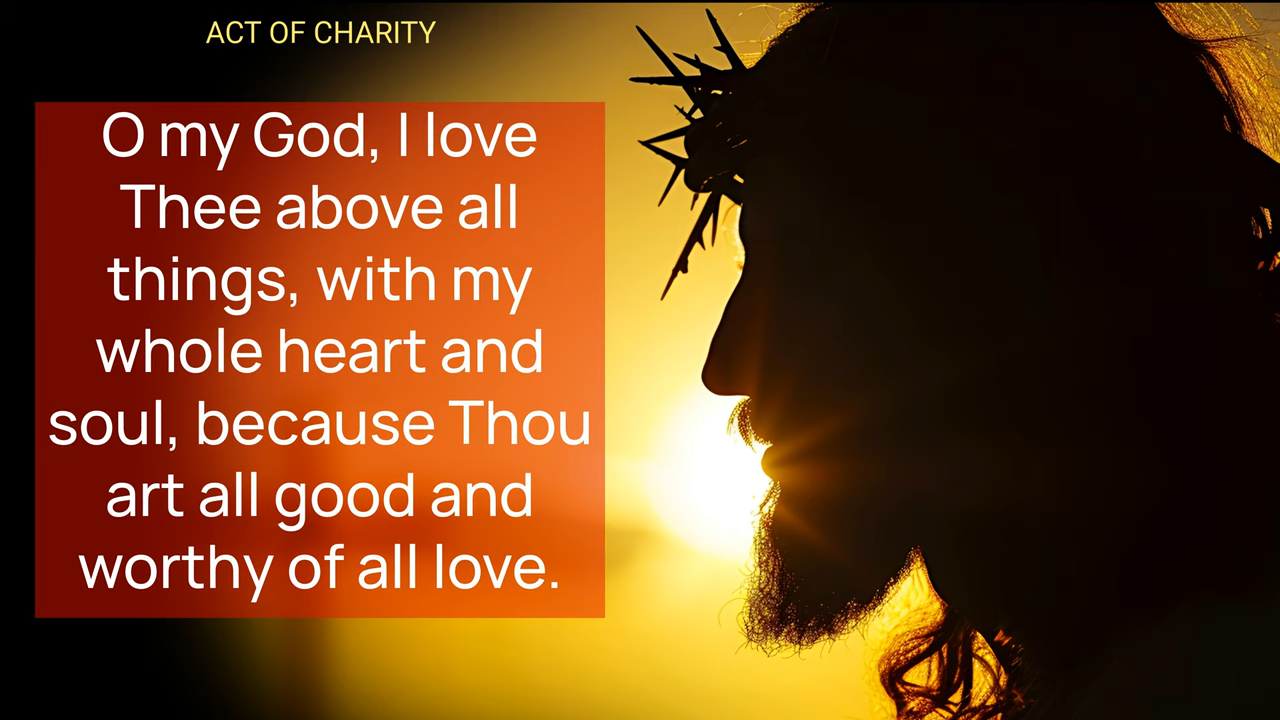 ACT OF CHARITY
O my God, I love
Thee above all
things, with my
whole heart and
soul, because Thou
art all good and
worthy of all love.